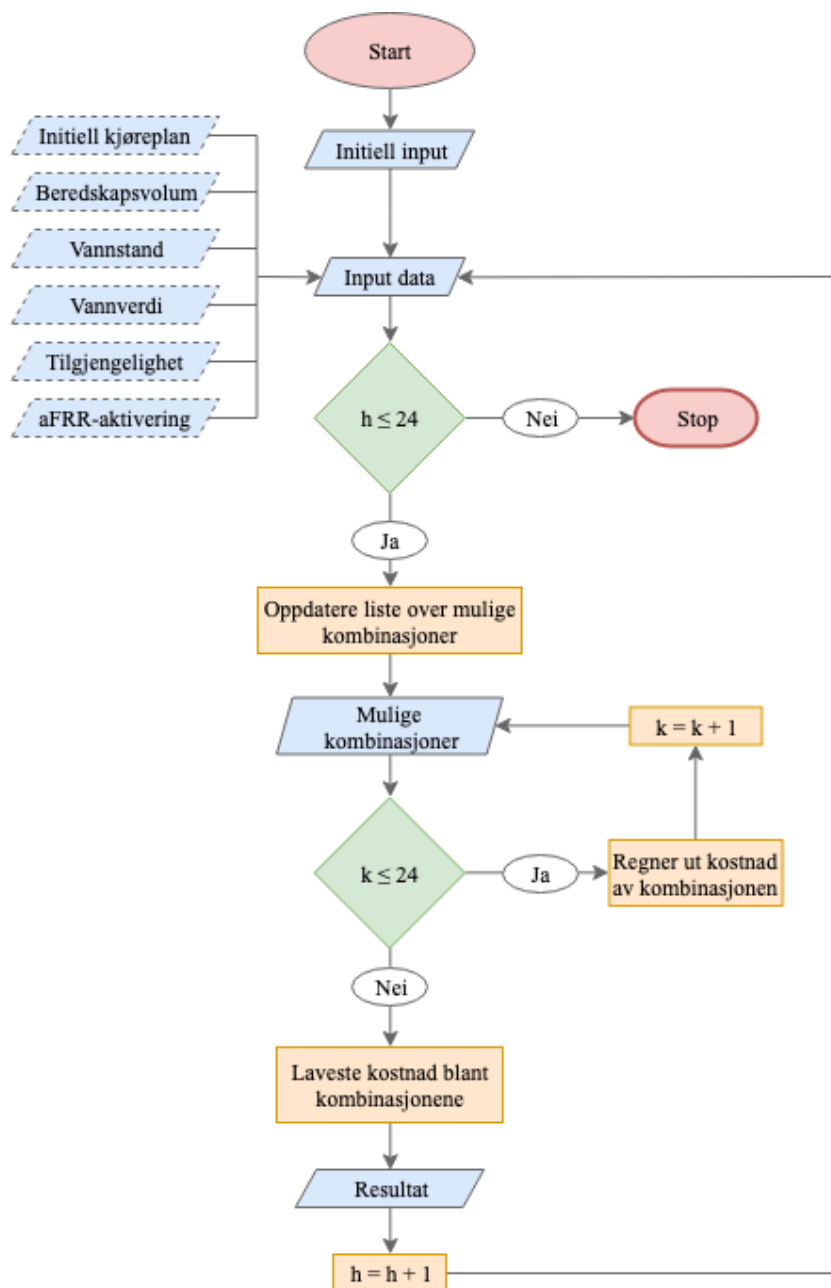 Start
Initiell kjøreplan
Initiell input
Beredskapsvolum
Vannstand
Input data
Vannverdi
Tilgjengelighet
aFRR-aktivering
h ≤ 24
Nei
Stop
Ja
Oppdatere liste over mulige
kombinasjoner
Mulige
kombinasjoner
k = k + 1
k ≤ 24
Ja
Regner ut kostnad
av kombinasjonen
Nei
Laveste kostnad blant
kombinasjonene
Resultat
h = h + 1